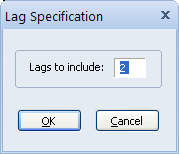 Lag Specification
Lags to include: 2
OK Cancel